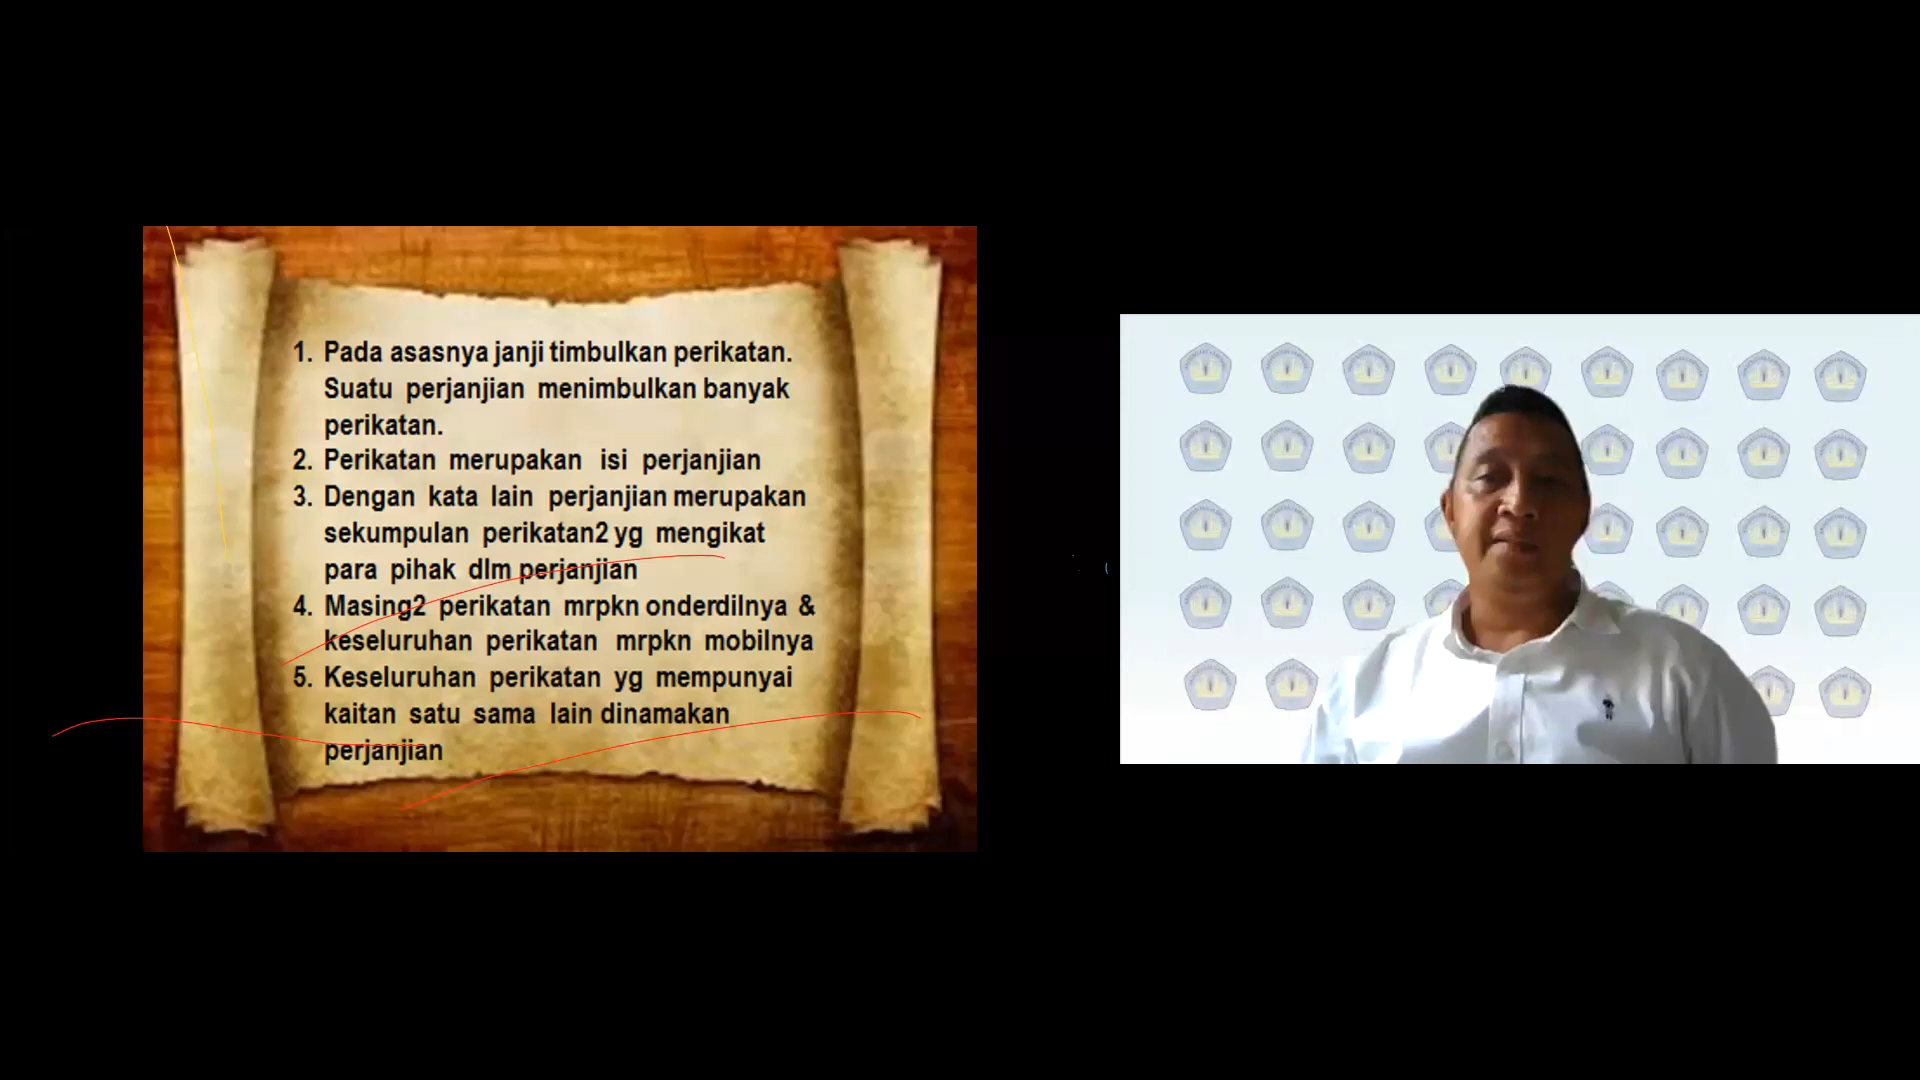 1. Pada asasnya janji timbulkan perikatan.
Suatu perjanjian menimbulkan banyak
perikatan.
2. Perikatan merupakan isi perjanjian
3. Dengan kata lain perjanjian merupakan
sekumpulan perikatan2 yg mengikat
para pihak dlm perjanjian
4. Masing2 perikatan mrpkn onderdilnya &
keseluruhan perikatan mrpkn mobilnya
5. Keseluruhan perikatan yg mempunyai
kaitan satu sama lain dinamakan
perjanjian